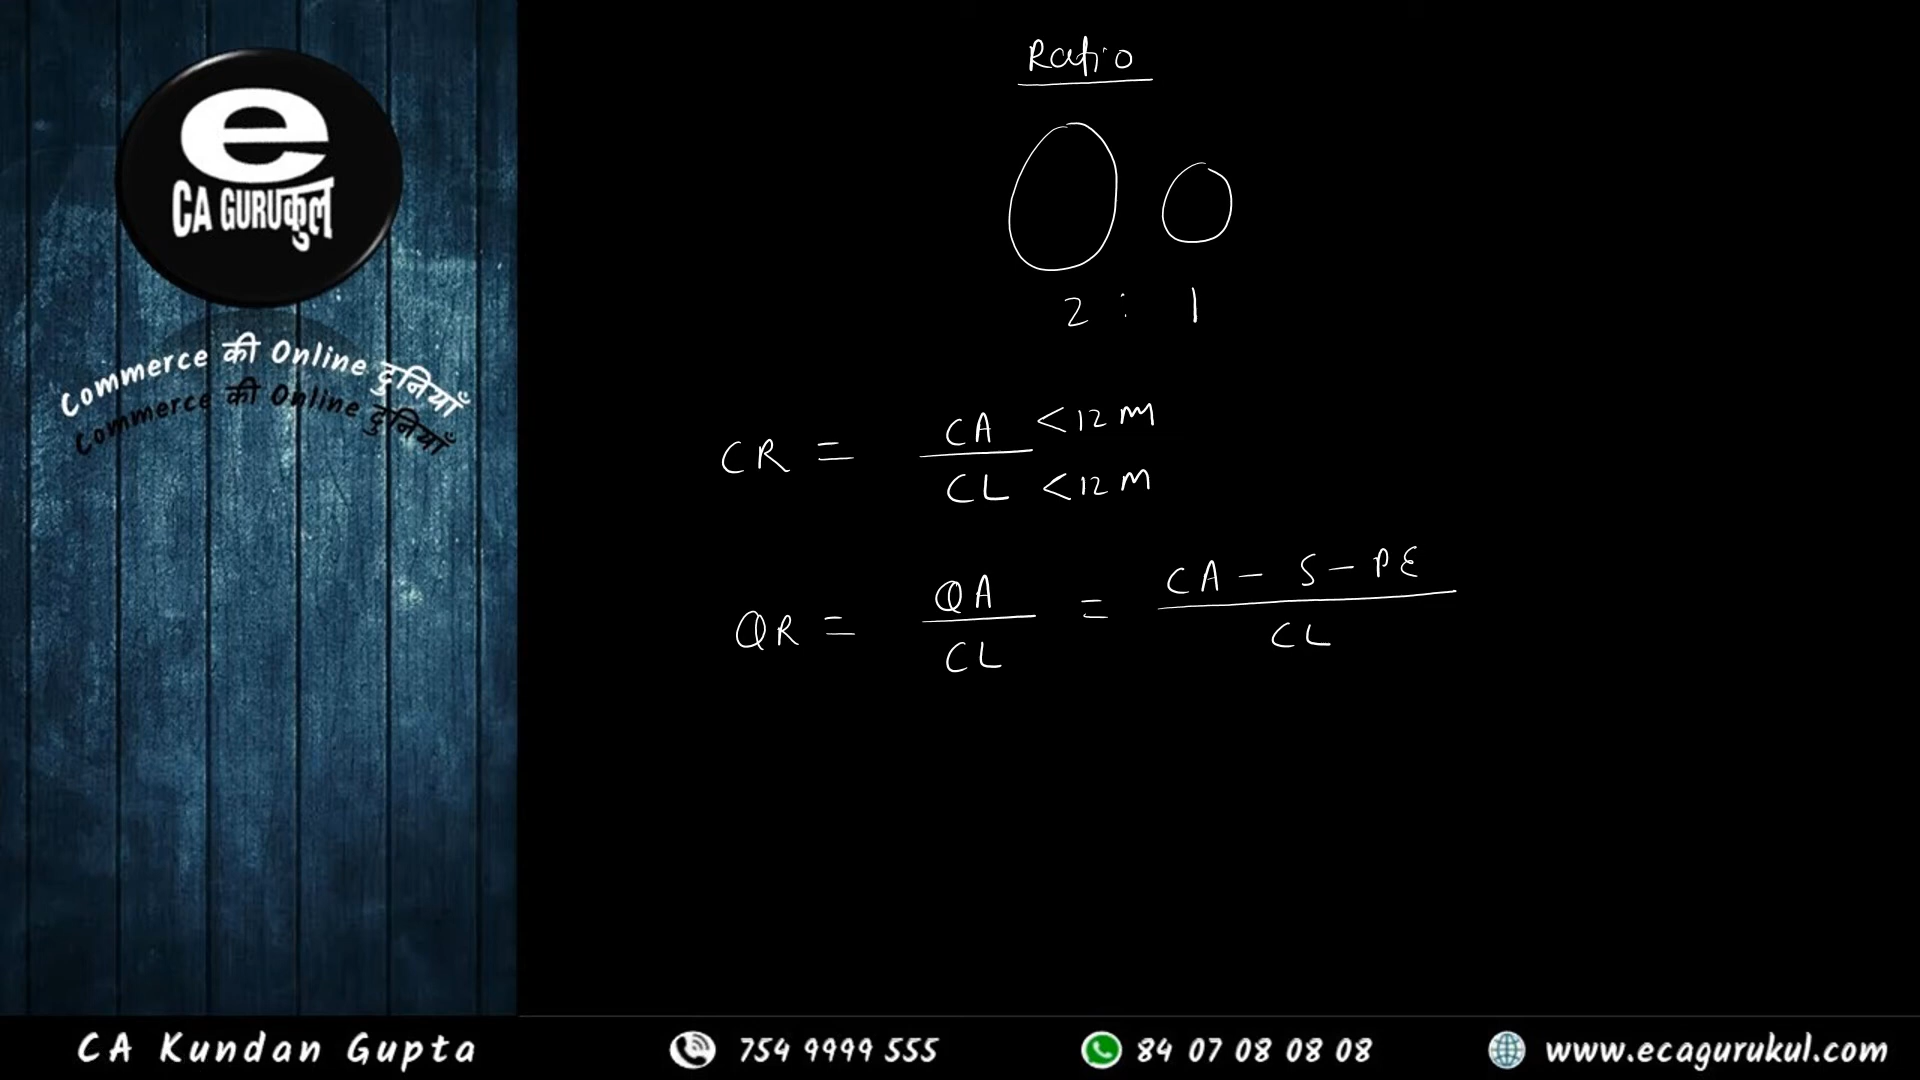 e
CA GURUकुल
Commerce की Online दुनियाँ
Commerce की Online दुनियाँ
Ratio
2 : 1
CR = CA < 12 M
CL < 12 M
QR = QA = CA - S - PE
CL CL
CA Kundan Gupta 754 9999 555 84 07 08 08 08 www.ecagurukul.com